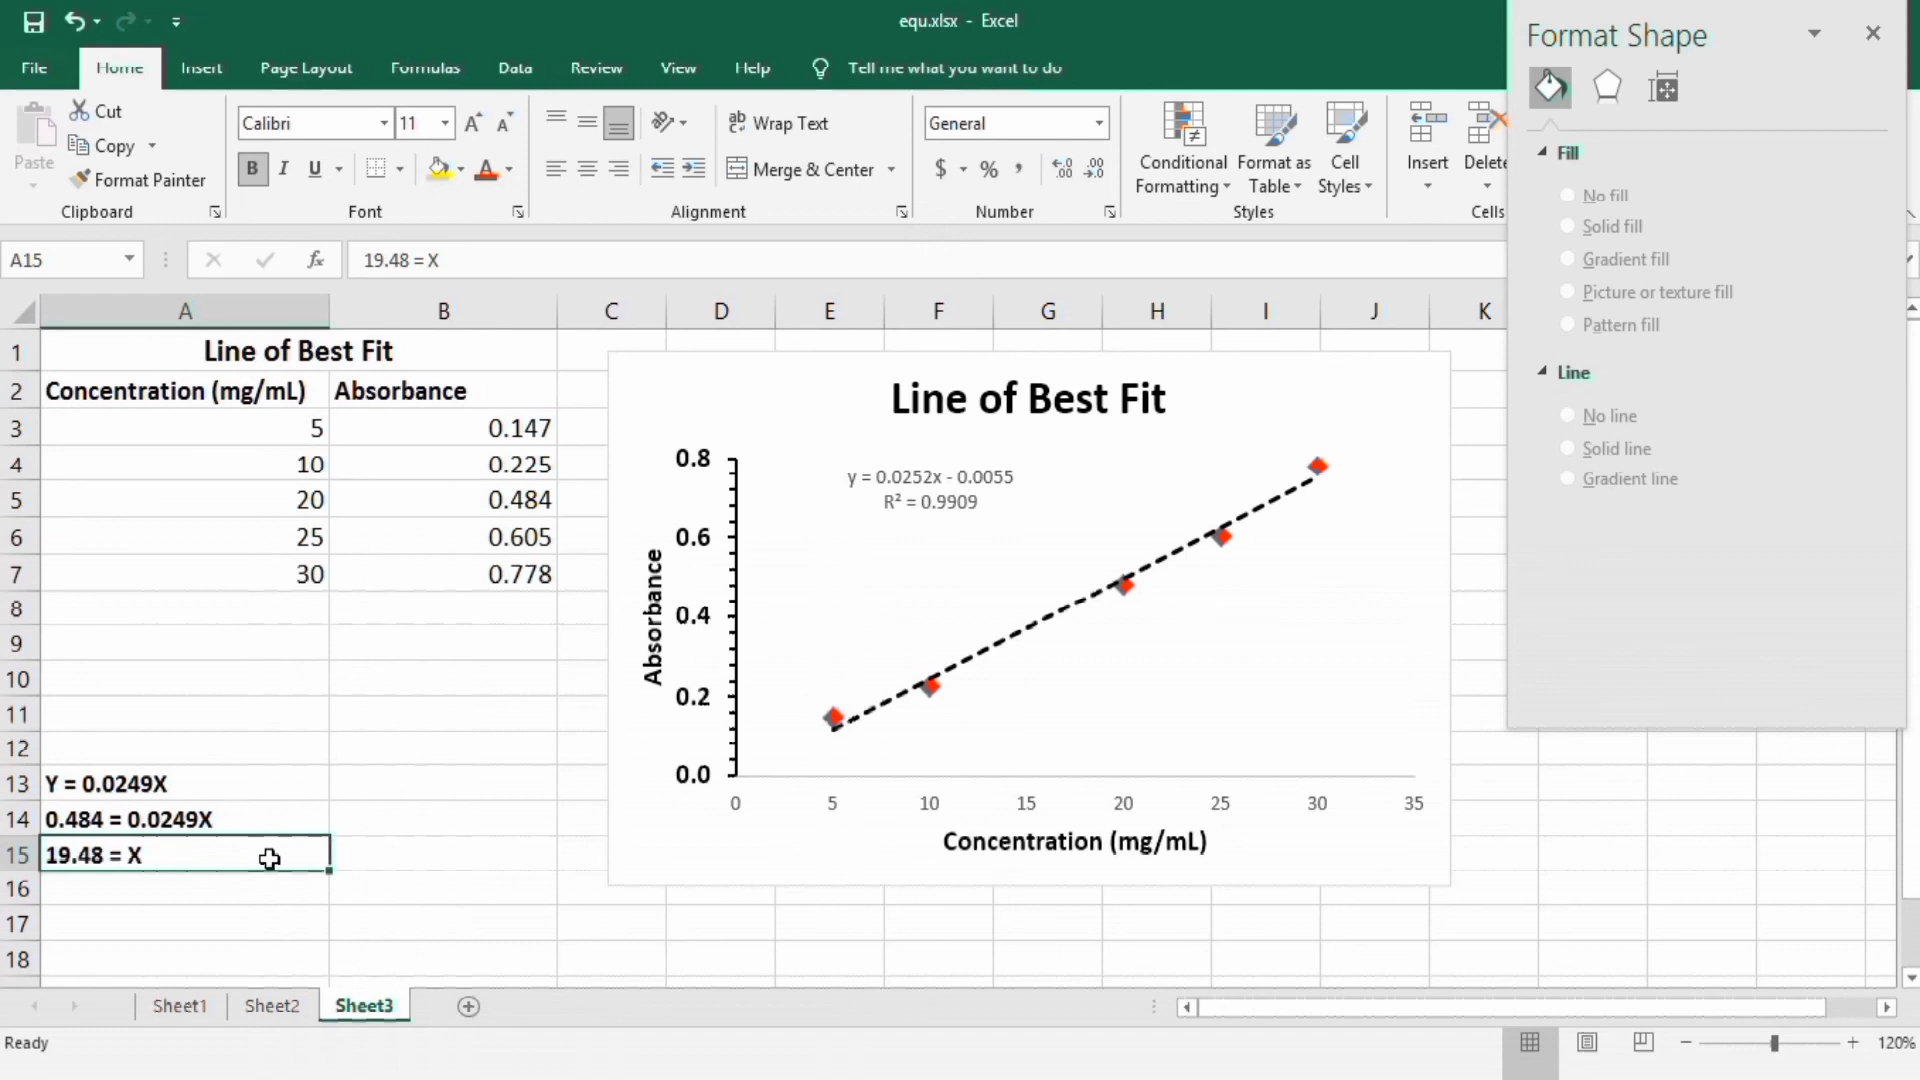 equ.xlsx - Excel
File Home Insert Page Layout Formulas Data Review View Help Tell me what you want to do
Paste
Cut
Copy
Format Painter
Clipboard
Calibri 11
B I U
Font
Wrap Text
Merge & Center
Alignment
General
$ % ,
Number
Conditional Formatting
Format as Table
Cell Styles
Styles
Insert
Delete
Cells
A15 fx 19.48 = X
A B C D E F G H I J K
1 Line of Best Fit
2 Concentration (mg/mL) Absorbance
3 5 0.147
4 10 0.225
5 20 0.484
6 25 0.605
7 30 0.778
8
9
10
11
12
13 Y = 0.0249X
14 0.484 = 0.0249X
15 19.48 = X
16
17
18
Line of Best Fit
y = 0.0252x - 0.0055
R² = 0.9909
Absorbance
0.8
0.6
0.4
0.2
0.0
0 5 10 15 20 25 30 35
Concentration (mg/mL)
Format Shape
Fill
No fill
Solid fill
Gradient fill
Picture or texture fill
Pattern fill
Line
No line
Solid line
Gradient line
Sheet1 Sheet2 Sheet3
Ready
120%